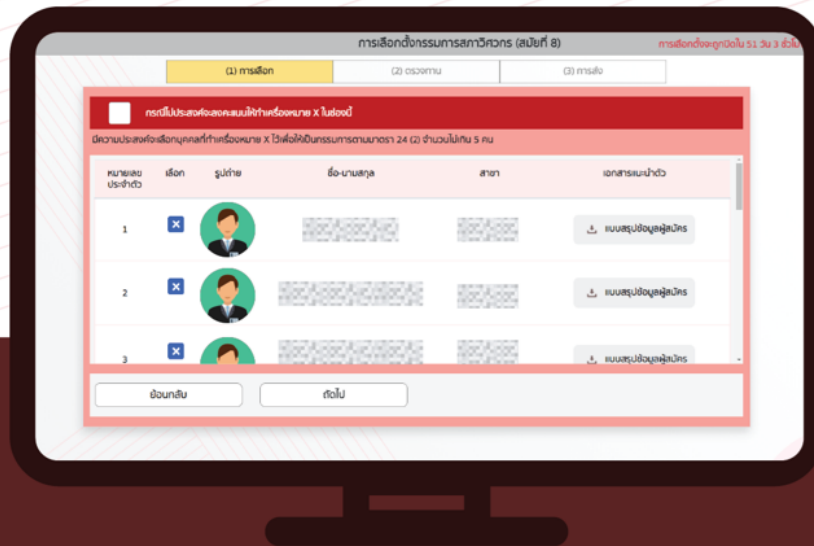 การเลือกตั้งกรรมการสภาวิศวกร (สมัยที่ 8)
การเลือกตั้งจะถูกปิดใน 51 วัน 3 ชั่วโม
(1) การเลือก
(2) ตรวจทาน
(3) การส่ง
กรณีไม่ประสงค์จะลงคะแนนให้ทำเครื่องหมาย X ในช่องนี้
มีความประสงค์จะเลือกบุคคลที่ทำเครื่องหมาย X ไว้เพื่อให้เป็นกรรมการตามมาตรา 24 (2) จำนวนไม่เกิน 5 คน
หมายเลขประจำตัว เลือก รูปถ่าย ชื่อ-นามสกุล สาขา เอกสารแนะนำตัว
1 แบบสรุปข้อมูลผู้สมัคร
2 แบบสรุปข้อมูลผู้สมัคร
3 แบบสรุปข้อมูลผู้สมัคร
ย้อนกลับ
ถัดไป